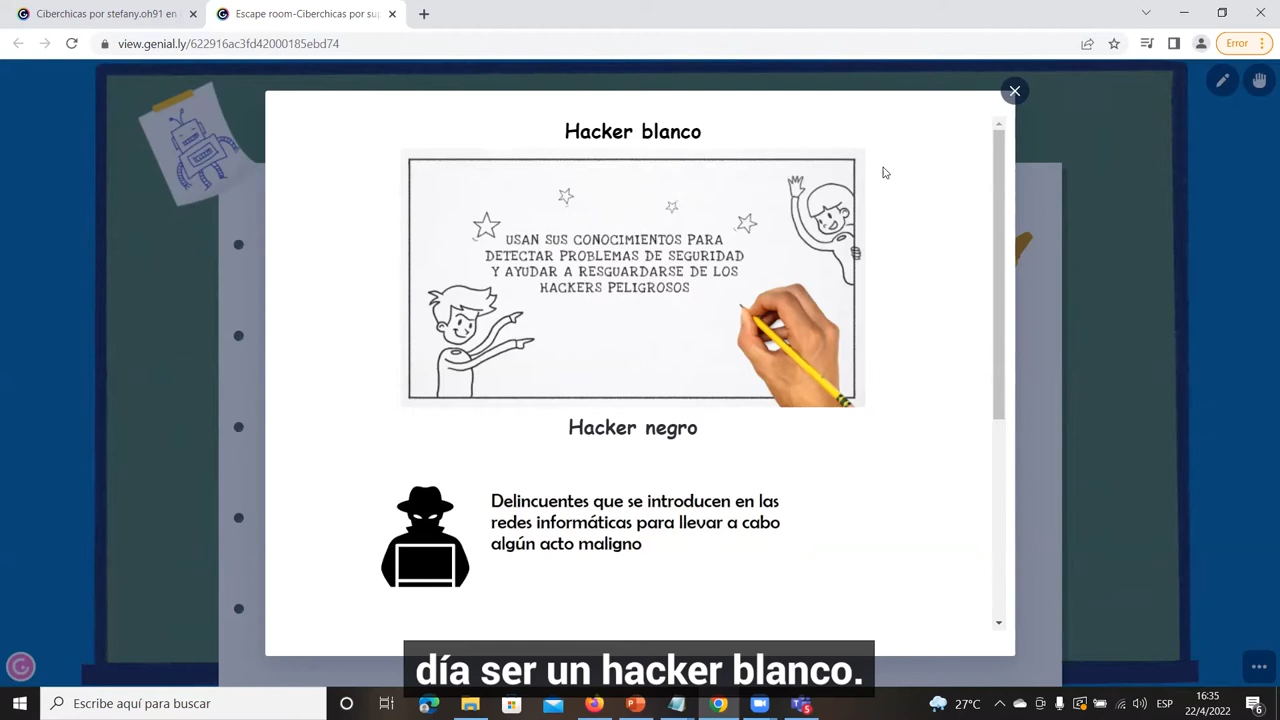 Ciberchicas por stefany.oh91 en
Escape room-Ciberchicas por sup
view.genial.ly/622916ac3fd42000185ebd74
Error
Hacker blanco
USAN SUS CONOCIMIENTOS PARA
DETECTAR PROBLEMAS DE SEGURIDAD
Y AYUDAR A RESGUARDARSE DE LOS
HACKERS PELIGROSOS
Hacker negro
Delincuentes que se introducen en las
redes informáticas para llevar a cabo
algún acto maligno
día ser un hacker blanco.
Escribe aquí para buscar
27°C
ESP
16:35
22/4/2022
6